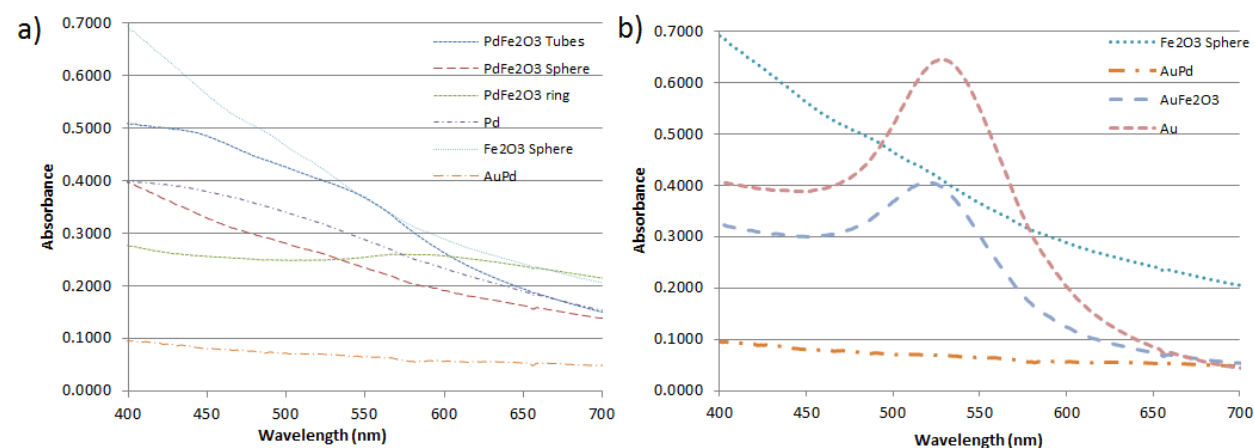 a)
0.7000
0.6000
0.5000
0.4000
0.3000
0.2000
0.1000
0.0000
Absorbance
400 450 500 550 600 650 700
Wavelength (nm)
PdFe2O3 Tubes
PdFe2O3 Sphere
PdFe2O3 ring
Pd
Fe2O3 Sphere
AuPd
b)
0.7000
0.6000
0.5000
0.4000
0.3000
0.2000
0.1000
0.0000
Absorbance
400 450 500 550 600 650 700
Wavelength (nm)
Fe2O3 Sphere
AuPd
AuFe2O3
Au